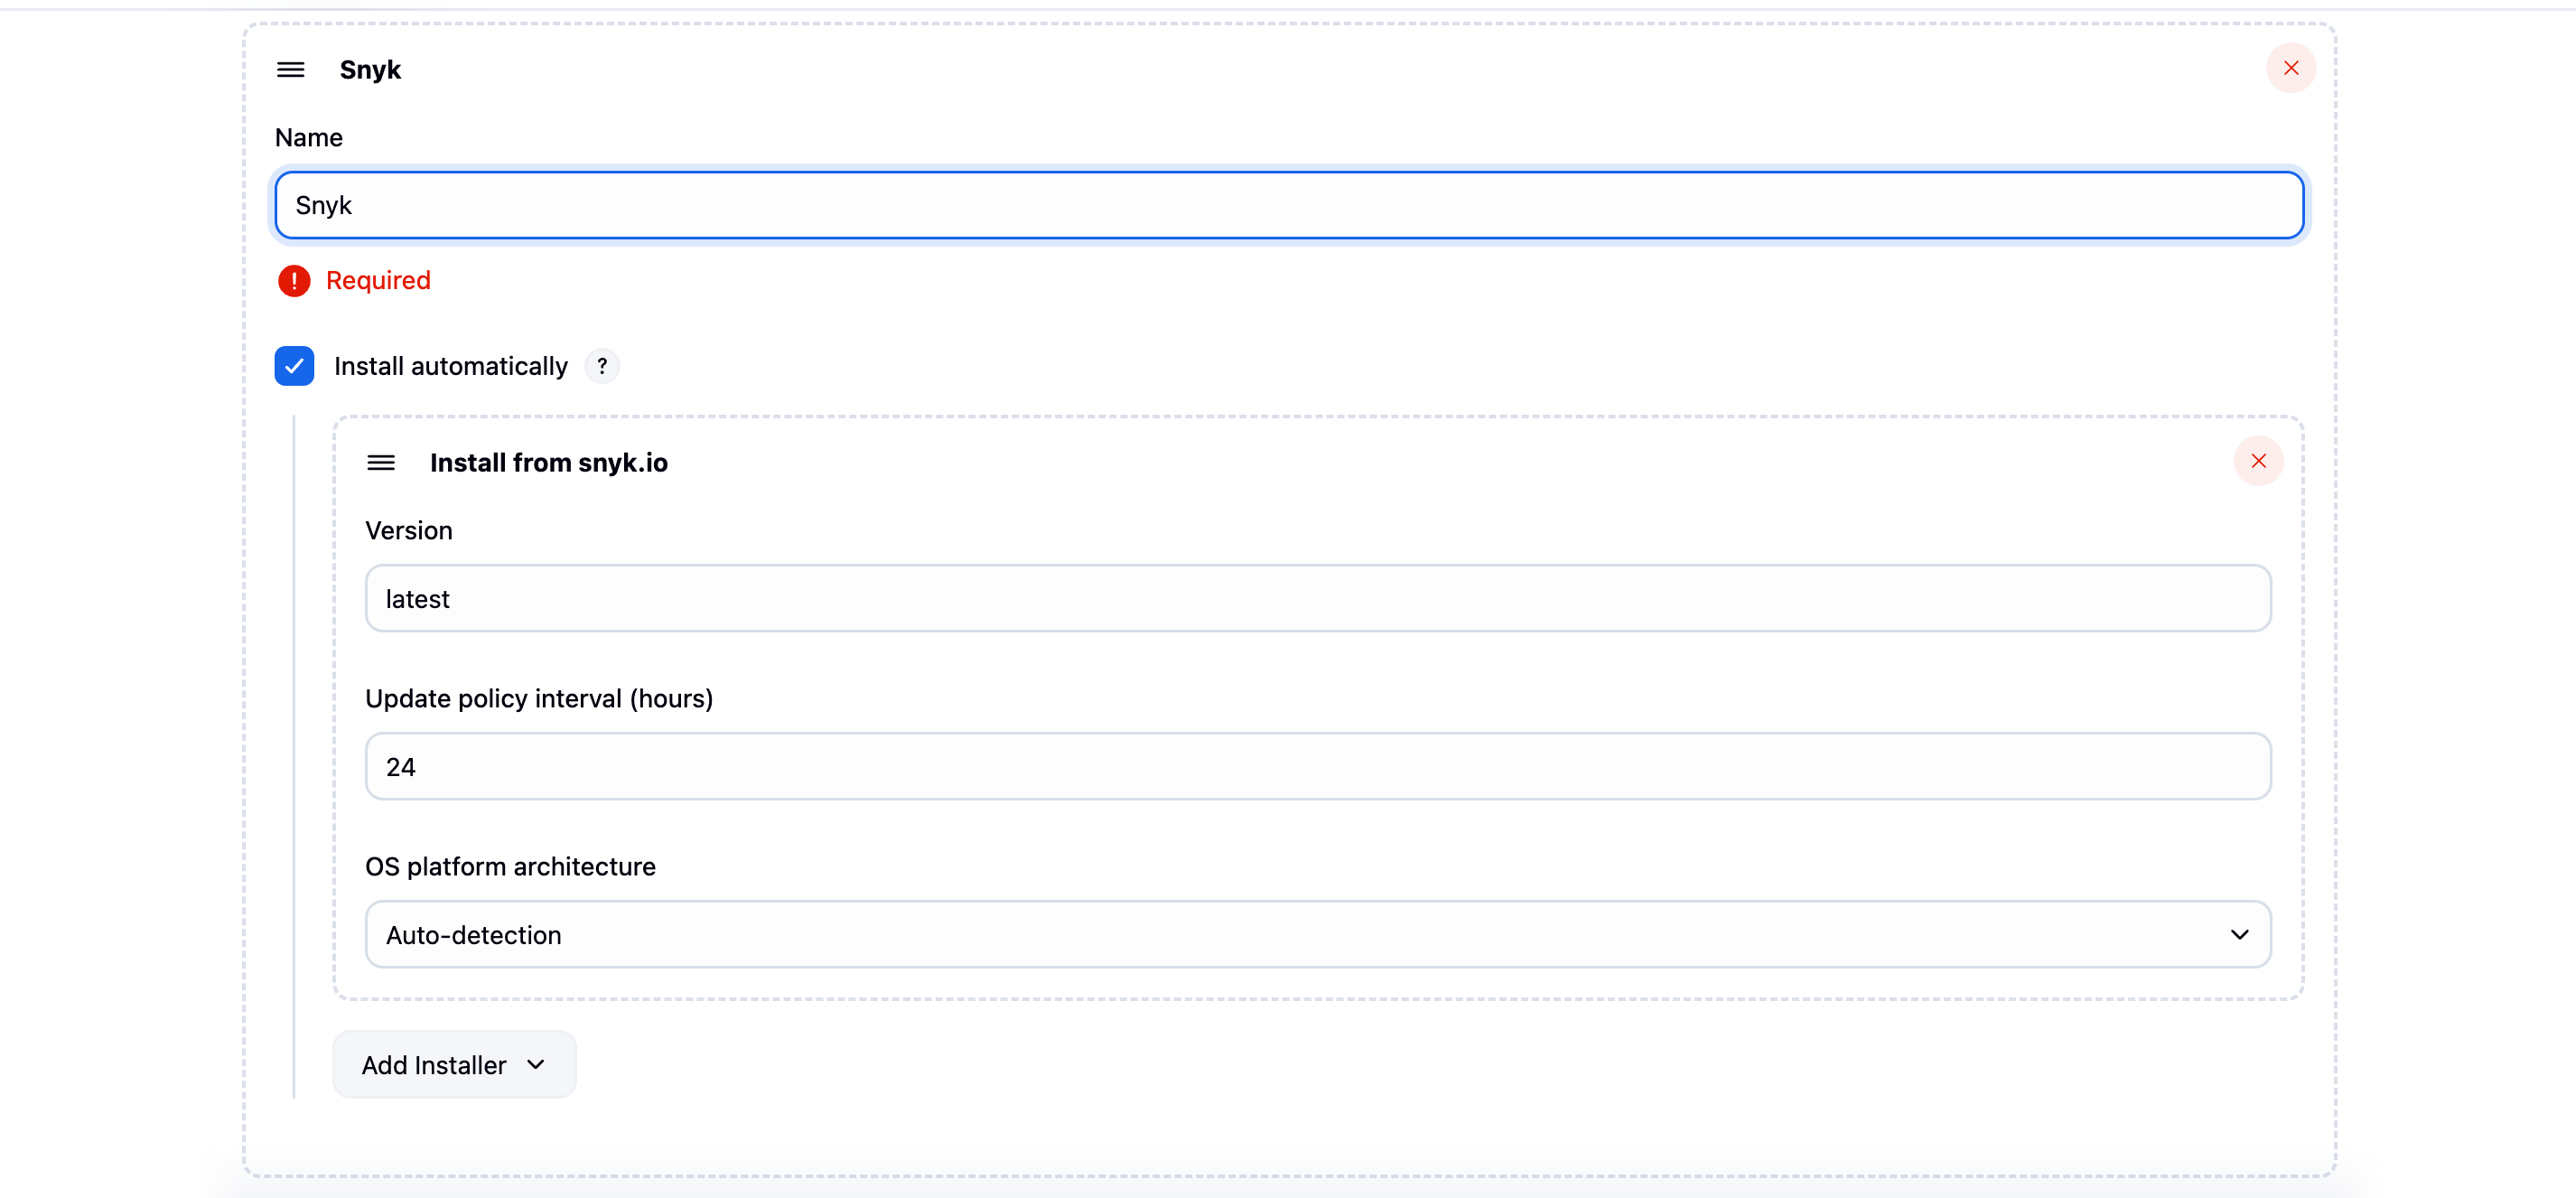 Snyk
Name
Snyk
! Required
Install automatically ?
Install from snyk.io
Version
latest
Update policy interval (hours)
24
OS platform architecture
Auto-detection
Add Installer